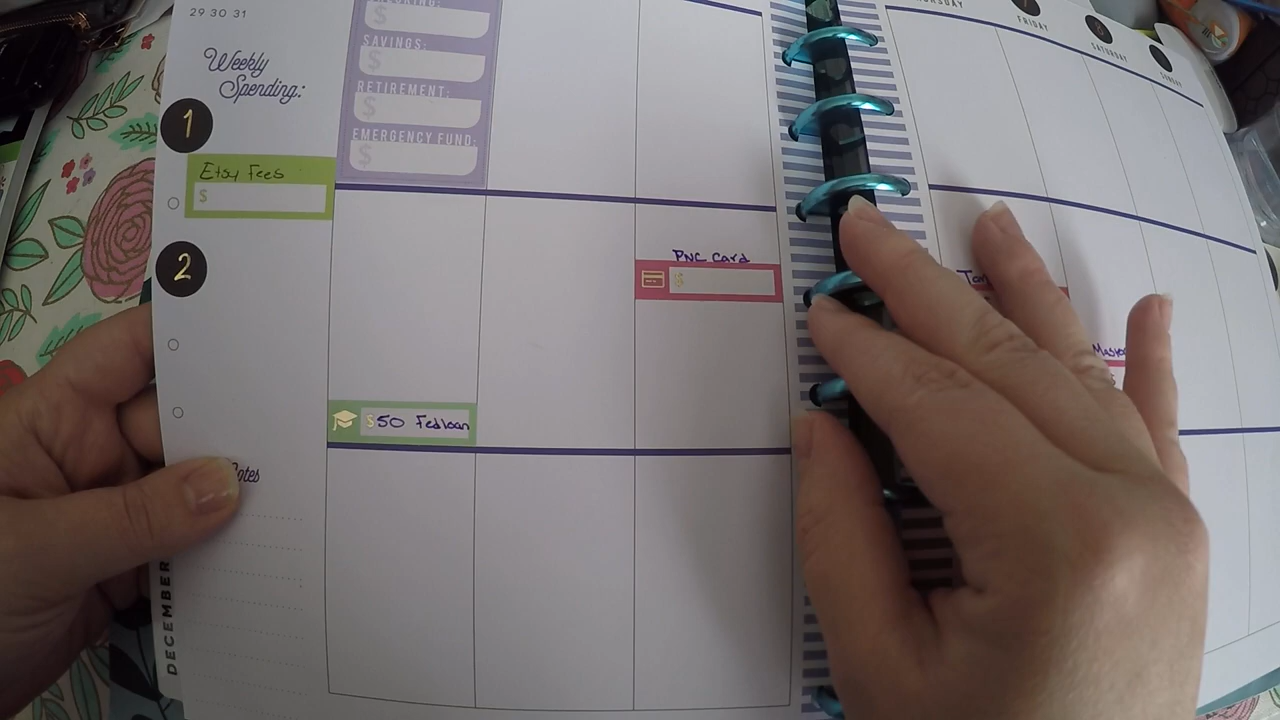 29 30 31
Weekly
Spending:
1
Etsy Fees
$
2
Notes
DECEMBER
$
SAVINGS:
$
RETIREMENT:
$
EMERGENCY FUND:
$
PNC Card
$
$50 Fedloan
FRIDAY
SATURDAY
SUNDAY